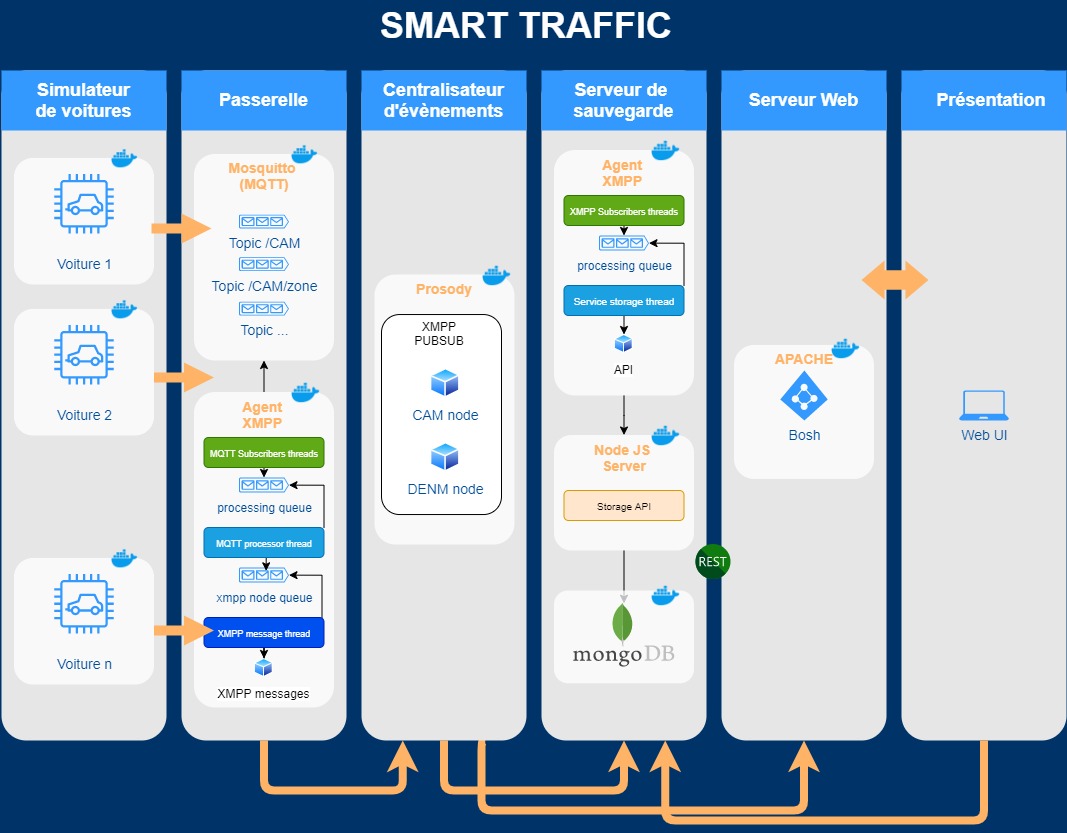 SMART TRAFFIC
Simulateur
de voitures
Voiture 1
Voiture 2
Voiture n
Passerelle
Mosquitto
(MQTT)
Topic /CAM
Topic /CAM/zone
Topic ...
Agent
XMPP
MQTT Subscribers threads
processing queue
MQTT processor thread
xmpp node queue
XMPP message thread
XMPP messages
Centralisateur
d'évènements
Prosody
XMPP
PUBSUB
CAM node
DENM node
Serveur de
sauvegarde
Agent
XMPP
XMPP Subscribers threads
processing queue
Service storage thread
API
Node JS
Server
Storage API
REST
mongoDB
Serveur Web
APACHE
Bosh
Présentation
Web UI